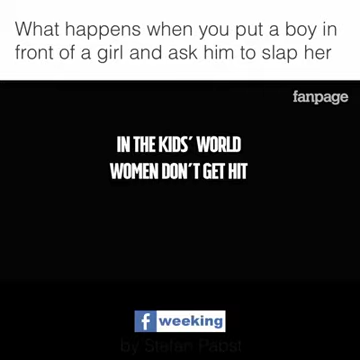 What happens when you put a boy in
front of a girl and ask him to slap her
fanpage
IN THE KIDS´ WORLD
WOMEN DON´T GET HIT
f weeking
by Stefan Pabst